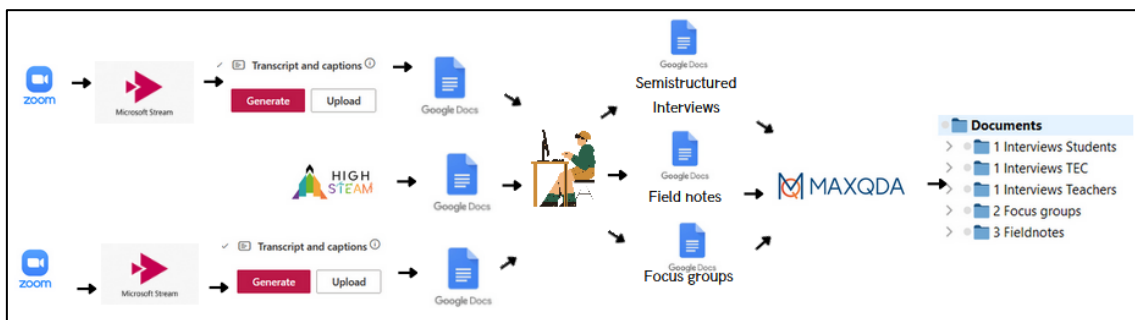 zoom
Microsoft Stream
Transcript and captions
Generate
Upload
Google Docs
Google Docs
Semistructured
Interviews
HIGH
STEAM
Google Docs
Google Docs
Field notes
MAXQDA
Documents
1 Interviews Students
1 Interviews TEC
1 Interviews Teachers
2 Focus groups
3 Fieldnotes
zoom
Microsoft Stream
Transcript and captions
Generate
Upload
Google Docs
Google Docs
Focus groups